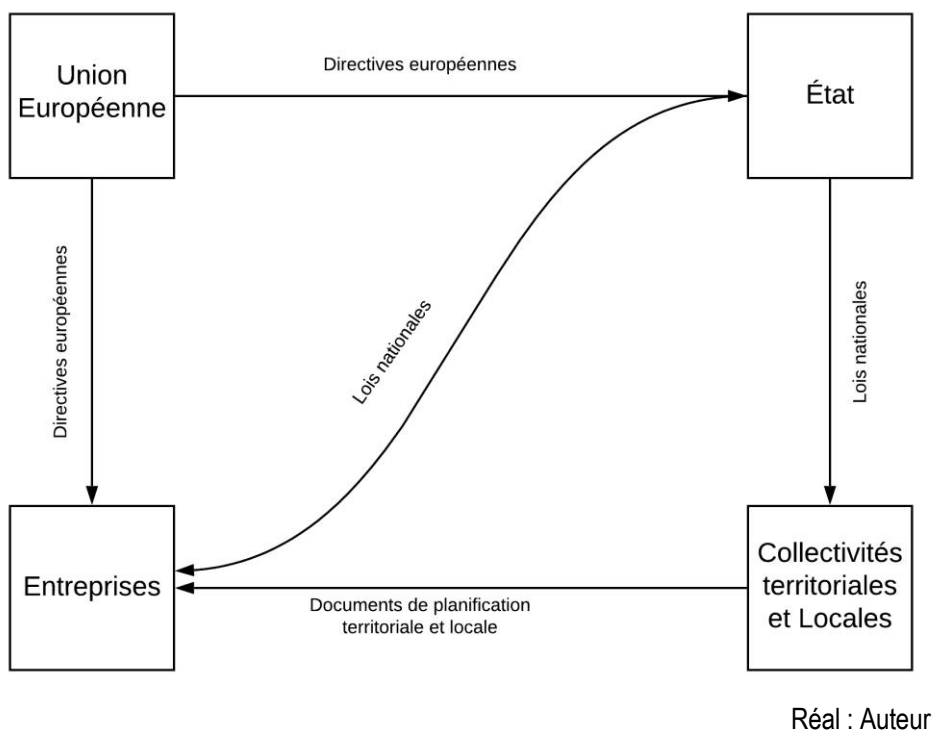 Directives européennes
Union
Européenne
État
Directives européennes
Lois nationales
Lois nationales
Entreprises
Collectivités
territoriales
et Locales
Documents de planification
territoriale et locale
Réal : Auteur